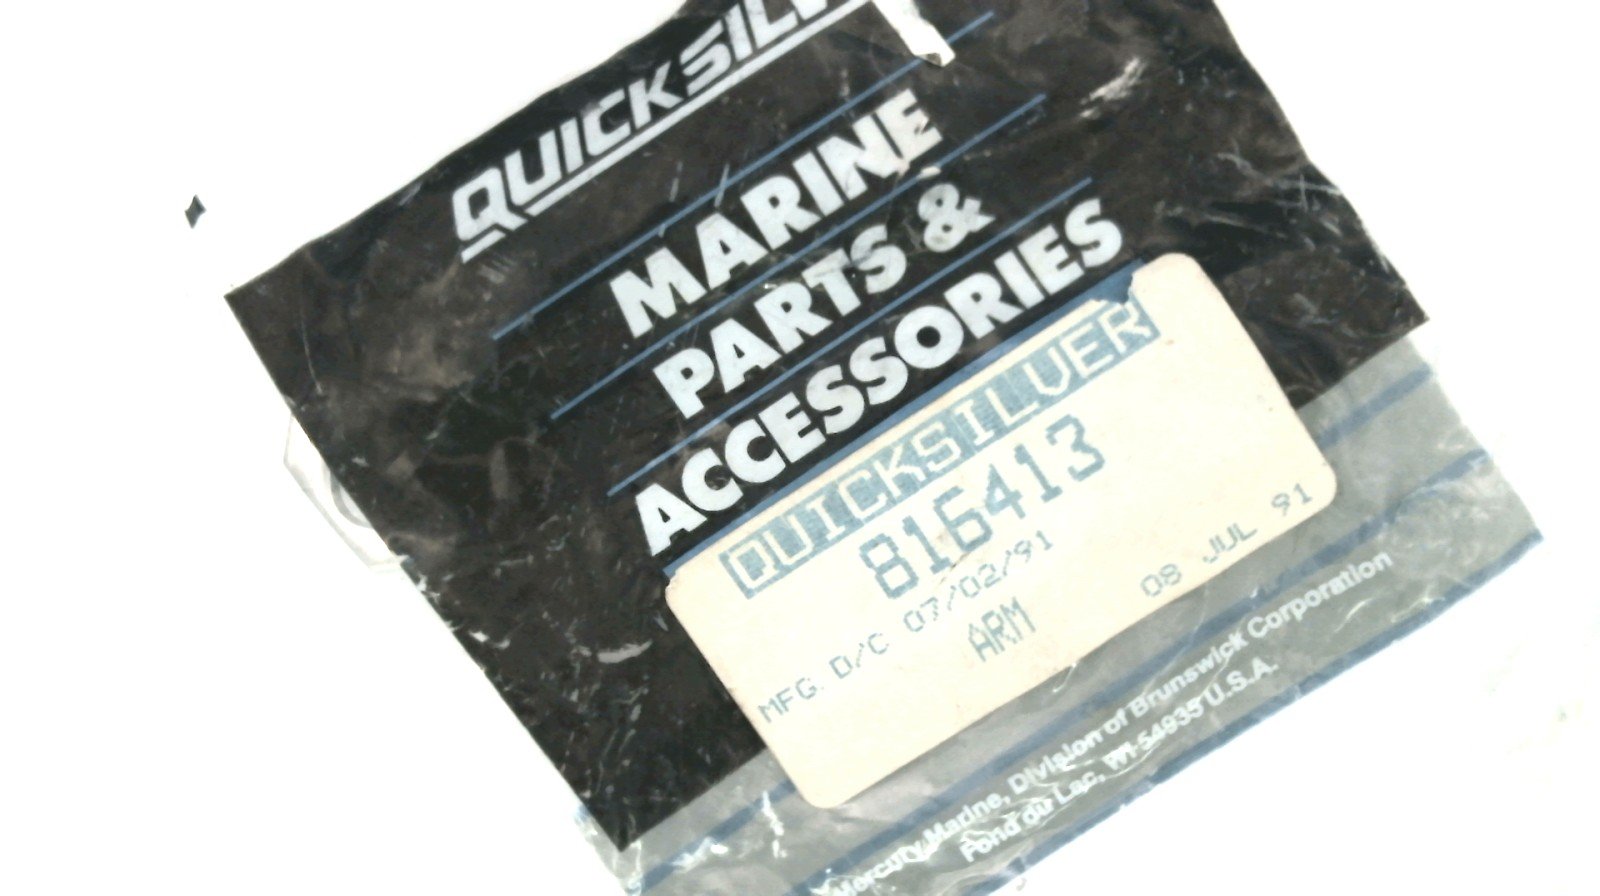 QUICKSILV
MARINE
PARTS &
ACCESSORIES
QUICKSILVER
816413
MFG. D/C 07/02/91
ARM
08 JUL 91
Mercury Marine, Division of Brunswick Corporation
Fond du Lac, WI 54935 U.S.A.